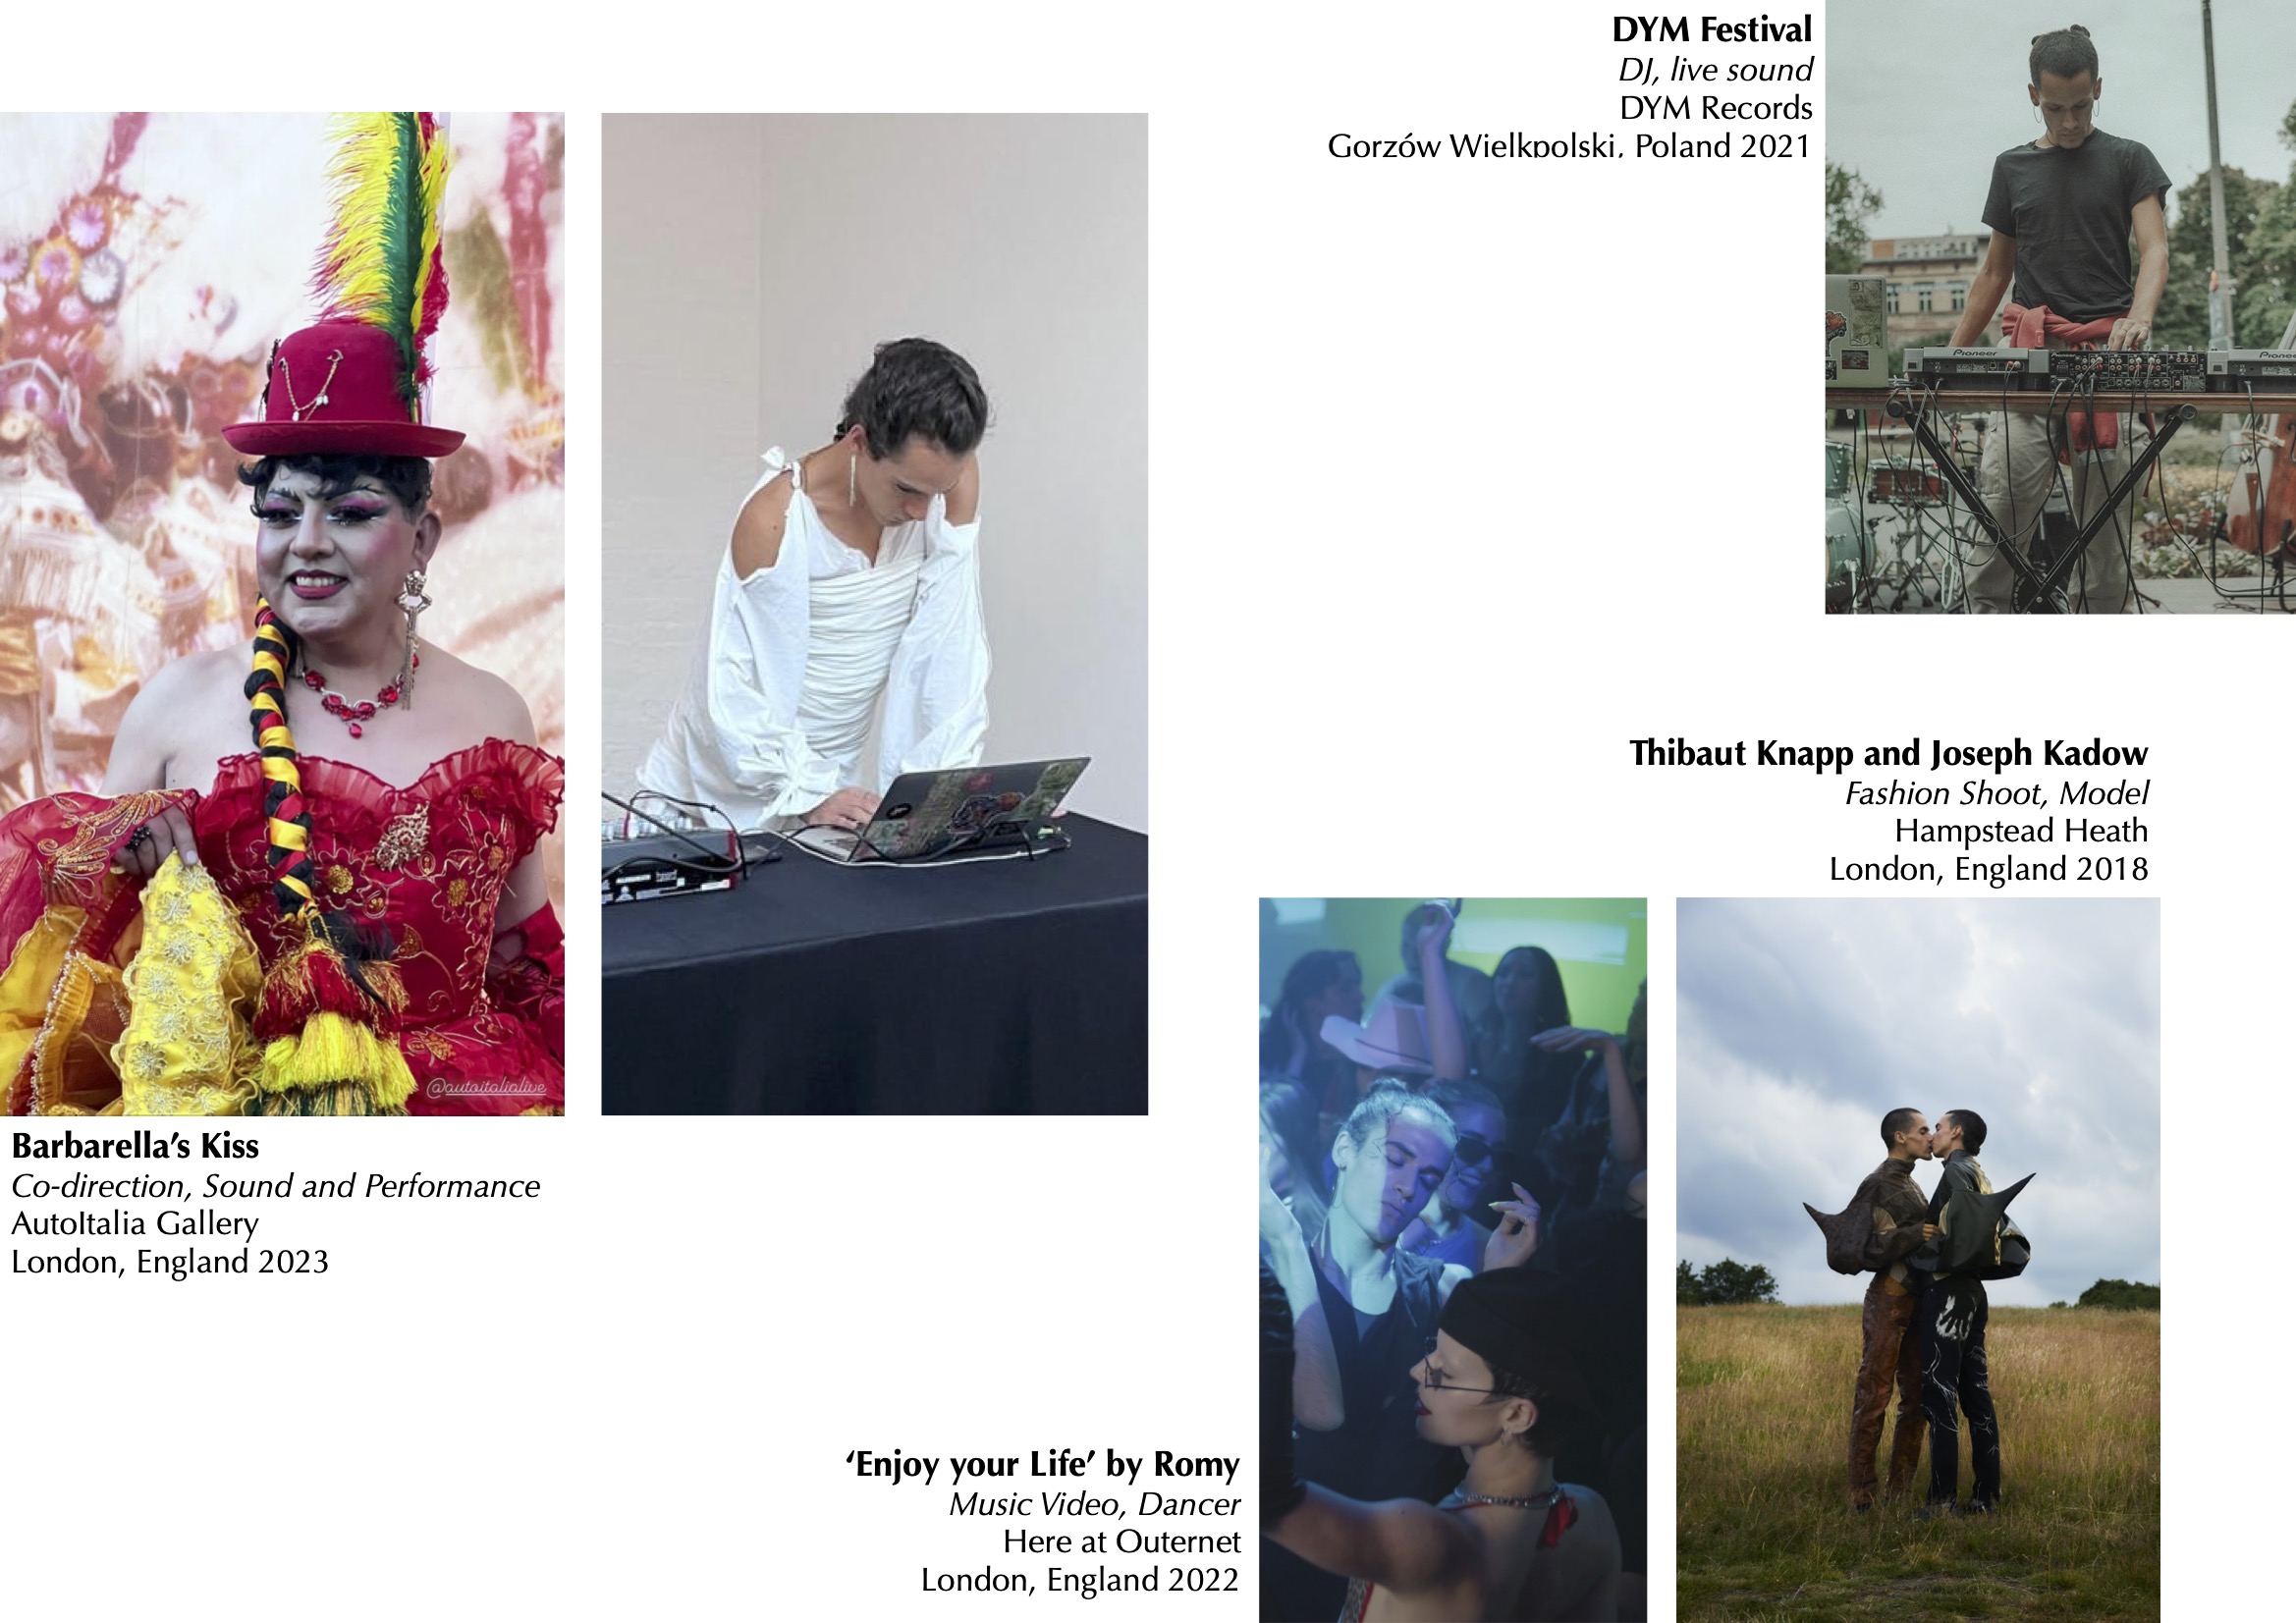 DYM Festival
DJ, live sound
DYM Records
Gorzów Wielkpolski, Poland 2021
Pioneer
Pioneer
@autoitalialive
Barbarella’s Kiss
Co-direction, Sound and Performance
AutoItalia Gallery
London, England 2023
Thibaut Knapp and Joseph Kadow
Fashion Shoot, Model
Hampstead Heath
London, England 2018
‘Enjoy your Life’ by Romy
Music Video, Dancer
Here at Outernet
London, England 2022